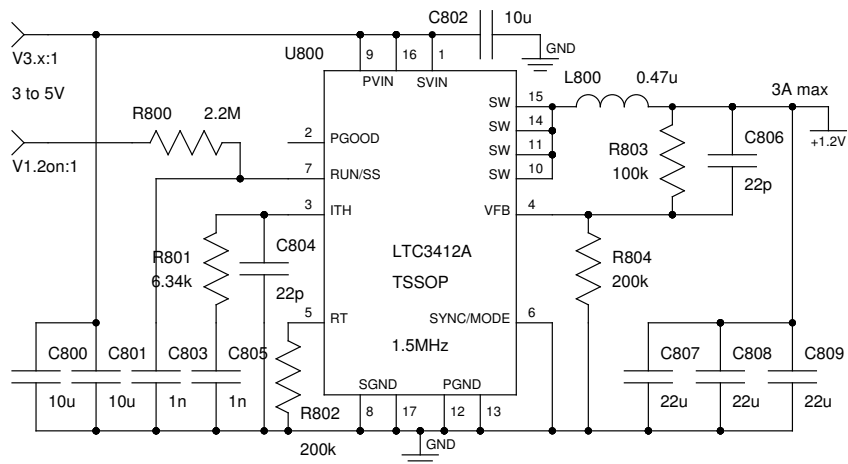 C802
10u
V3.x:1
U800
9
16
1
GND
PVIN
SVIN
L800
0.47u
3A max
3 to 5V
SW
15
R800
2.2M
SW
14
2
PGOOD
SW
11
R803
100k
C806
22p
+1.2V
V1.2on:1
7
RUN/SS
SW
10
3
ITH
VFB
4
R801
6.34k
C804
22p
LTC3412A
TSSOP
R804
200k
5
RT
SYNC/MODE
6
1.5MHz
C800
10u
C801
10u
C803
1n
C805
1n
R802
200k
SGND
PGND
8
17
12
13
GND
C807
22u
C808
22u
C809
22u